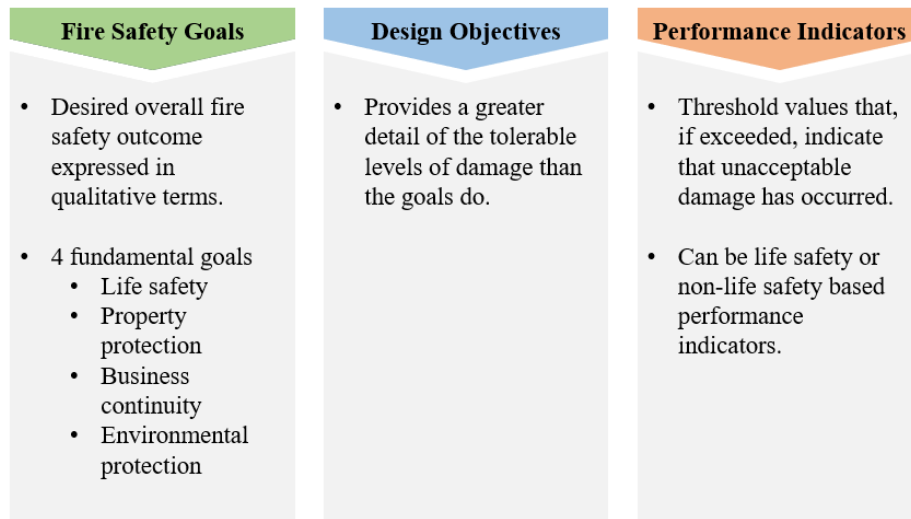 Fire Safety Goals
• Desired overall fire
safety outcome
expressed in
qualitative terms.
• 4 fundamental goals
• Life safety
• Property
protection
• Business
continuity
• Environmental
protection
Design Objectives
• Provides a greater
detail of the tolerable
levels of damage than
the goals do.
Performance Indicators
• Threshold values that,
if exceeded, indicate
that unacceptable
damage has occurred.
• Can be life safety or
non-life safety based
performance
indicators.